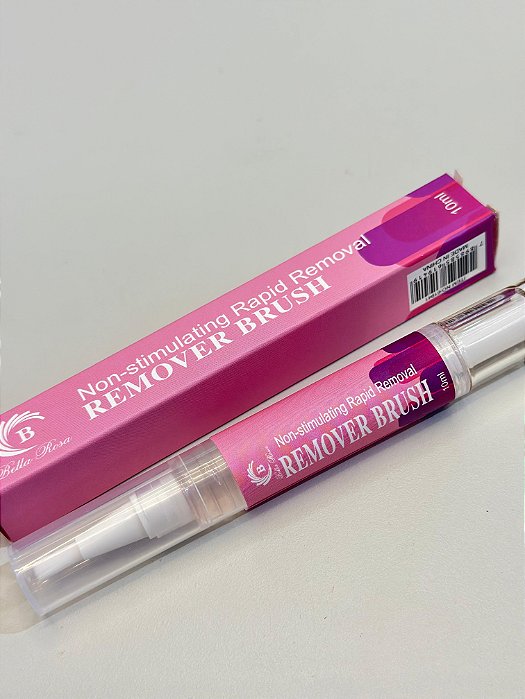 10ml
MADE IN CHINA
Non-stimulating Rapid Removal
REMOVER BRUSH
B
Bella Rosa
Non-stimulating Rapid Removal
REMOVER BRUSH
10ml
B